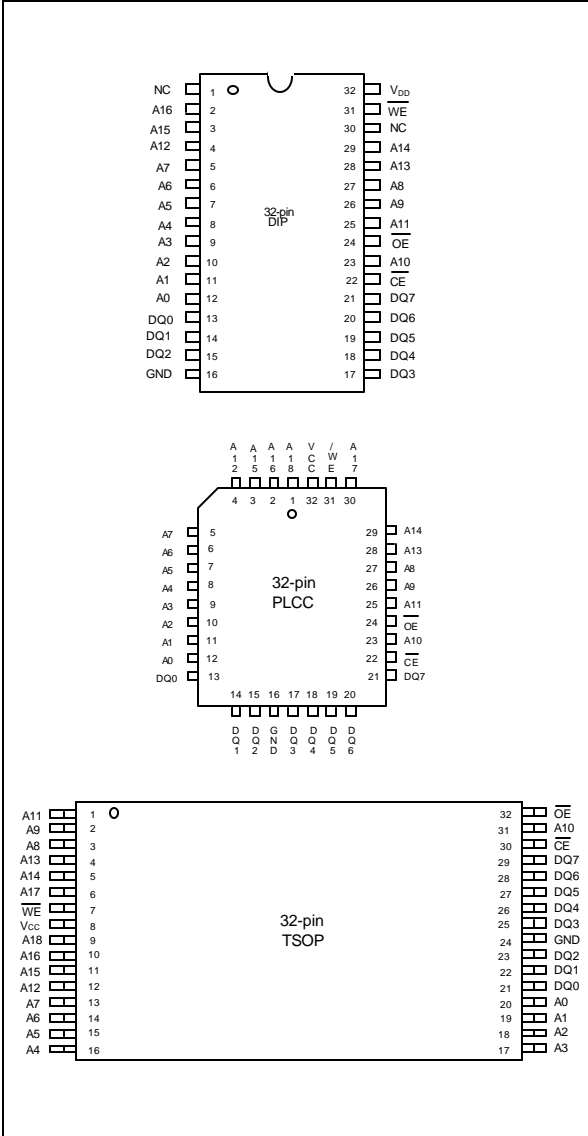 NC 1 32 VDD
A16 2 31 WE
A15 3 30 NC
A12 4 29 A14
A7 5 28 A13
A6 6 27 A8
A5 7 26 A9
A4 8 25 A11
A3 9 24 OE
A2 10 23 A10
A1 11 22 CE
A0 12 21 DQ7
DQ0 13 20 DQ6
DQ1 14 19 DQ5
DQ2 15 18 DQ4
GND 16 17 DQ3
32-pin
DIP
A12 A15 A16 A18 VCC /WE A17
4 3 2 1 32 31 30
A7 5 29 A14
A6 6 28 A13
A5 7 27 A8
A4 8 26 A9
A3 9 25 A11
A2 10 24 OE
A1 11 23 A10
A0 12 22 CE
DQ0 13 21 DQ7
32-pin
PLCC
14 15 16 17 18 19 20
DQ1 DQ2 GND DQ3 DQ4 DQ5 DQ6
A11 1 32 OE
A9 2 31 A10
A8 3 30 CE
A13 4 29 DQ7
A14 5 28 DQ6
A17 6 27 DQ5
WE 7 26 DQ4
Vcc 8 25 DQ3
A18 9 24 GND
A16 10 23 DQ2
A15 11 22 DQ1
A12 12 21 DQ0
A7 13 20 A0
A6 14 19 A1
A5 15 18 A2
A4 16 17 A3
32-pin
TSOP